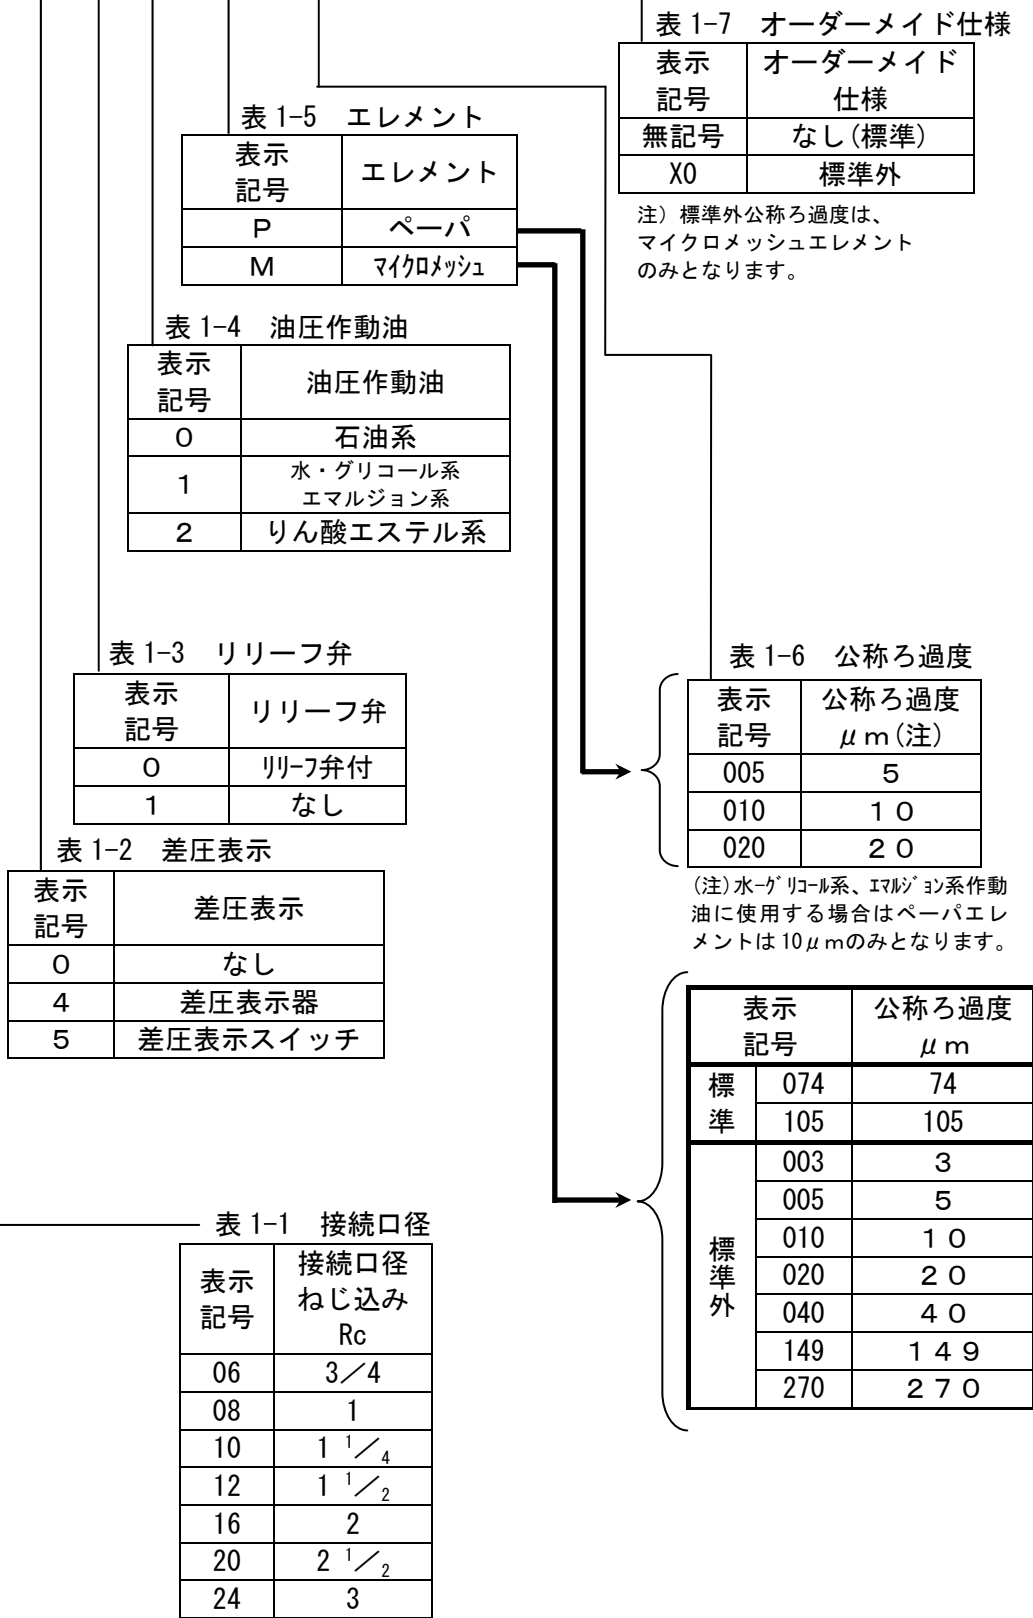 表 1-7　オーダーメイド仕様
表示
記号
オーダーメイド
仕様
無記号　なし(標準)
X0　標準外
注）標準外公称ろ過度は、
マイクロメッシュエレメント
のみとなります。
表 1-5　エレメント
表示
記号
エレメント
Ｐ　ペーパ
Ｍ　ﾏｲｸﾛﾒｯｼｭ
表 1-4　油圧作動油
表示
記号
油圧作動油
０　石油系
１　水・グリコール系
エマルジョン系
２　りん酸エステル系
表 1-3　リリーフ弁
表示
記号
リリーフ弁
０　ﾘﾘｰﾌ弁付
１　なし
表 1-6　公称ろ過度
表示
記号
公称ろ過度
μｍ(注)
005　５
010　１０
020　２０
(注)水-ｸﾞﾘｺｰﾙ系、ｴﾏﾙｼﾞｮﾝ系作動
油に使用する場合はペーパエレ
メントは 10μｍのみとなります。
表 1-2　差圧表示
表示
記号
差圧表示
０　なし
４　差圧表示器
５　差圧表示スイッチ
表示
記号
公称ろ過度
μｍ
標準
074　74
105　105
標準外
003　３
005　５
010　１０
020　２０
040　４０
149　１４９
270　２７０
表 1-1　接続口径
表示
記号
接続口径
ねじ込み
Rc
06　3／4
08　1
10　1 1／4
12　1 1／2
16　2
20　2 1／2
24　3